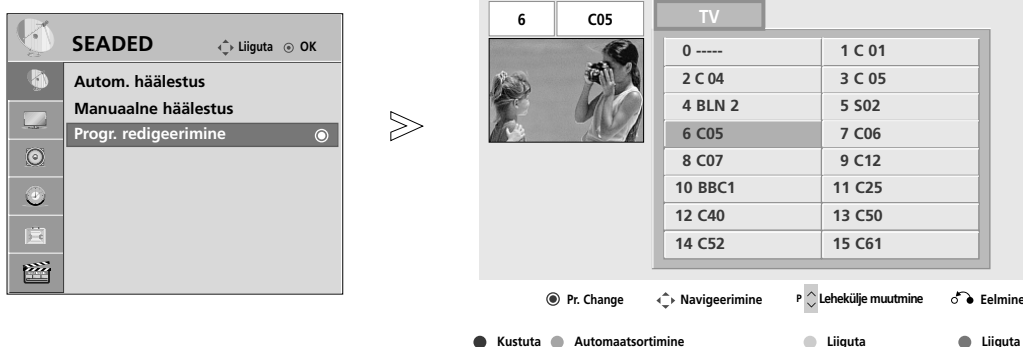 SEADED Liiguta OK
Autom. häälestus
Manuaalne häälestus
Progr. redigeerimine
6 C05
TV
0 ----- 1 C 01
2 C 04 3 C 05
4 BLN 2 5 S02
6 C05 7 C06
8 C07 9 C12
10 BBC1 11 C25
12 C40 13 C50
14 C52 15 C61
Pr. Change Navigeerimine P Lehekülje muutmine Eelmine
Kustuta Automaatsortimine Liiguta Liiguta